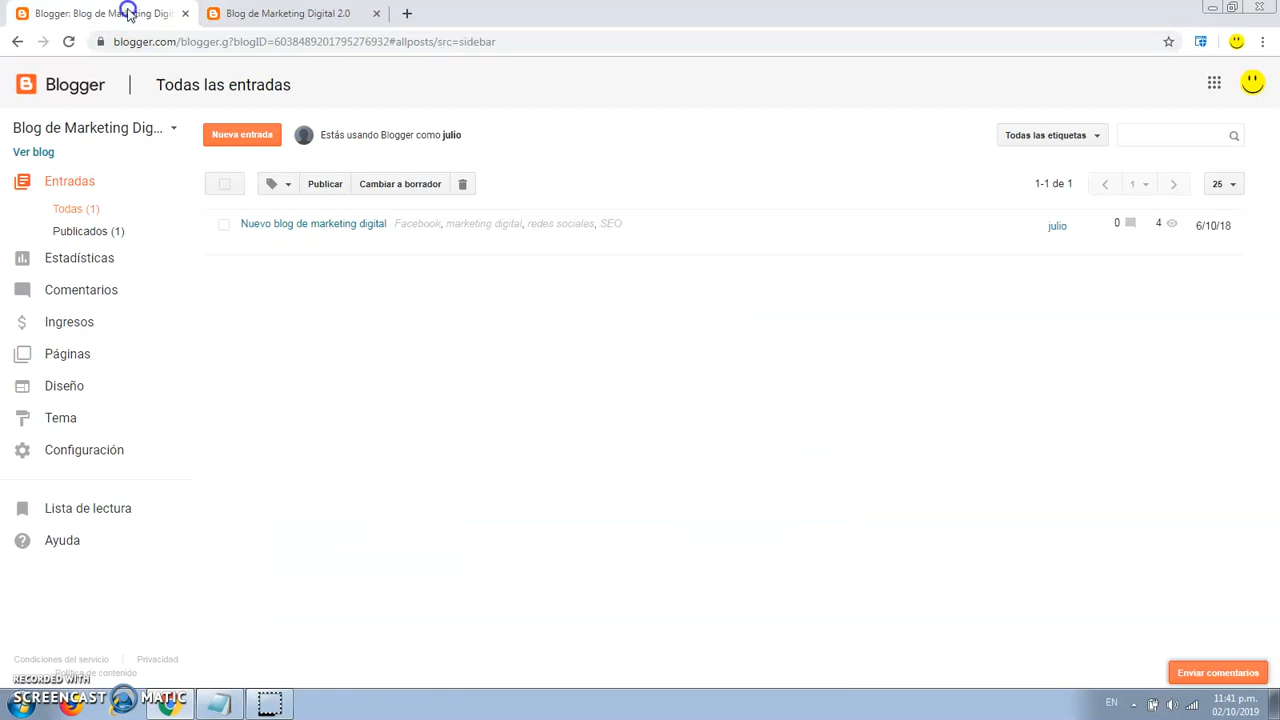 Blogger: Blog de Marketing Digit
Blog de Marketing Digital 2.0
blogger.com/blogger.g?blogID=6038489201795276932#allposts/src=sidebar
Blogger
Todas las entradas
Blog de Marketing Dig...
Nueva entrada
Estás usando Blogger como julio
Todas las etiquetas
Ver blog
Entradas
Publicar
Cambiar a borrador
1-1 de 1
1
25
Todas (1)
Nuevo blog de marketing digital
Facebook, marketing digital, redes sociales, SEO
julio
0
4
6/10/18
Publicados (1)
Estadísticas
Comentarios
$ Ingresos
Páginas
Diseño
Tema
Configuración
Lista de lectura
? Ayuda
Condiciones del servicio
Privacidad
Política de contenido
Enviar comentarios
RECORDED WITH
SCREENCAST MATIC
EN
11:41 p.m.
02/10/2019